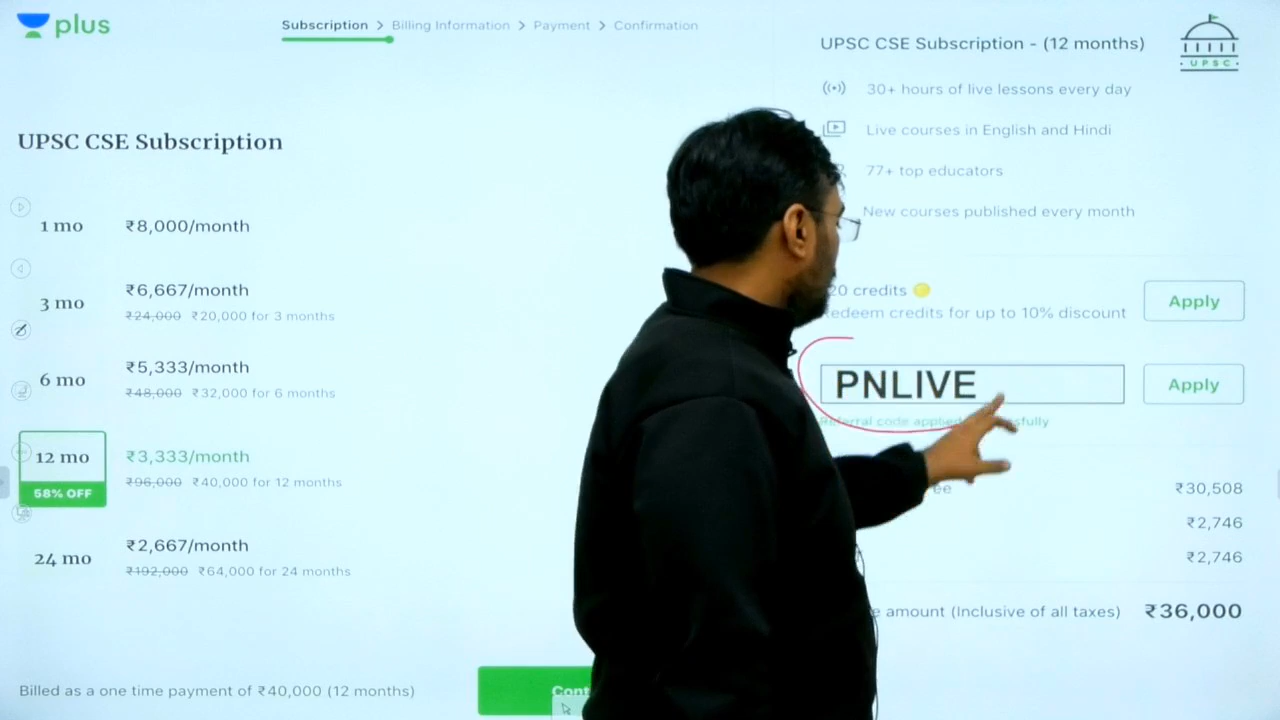 plus
Subscription > Billing Information > Payment > Confirmation
UPSC CSE Subscription
1 mo ₹8,000/month
3 mo ₹6,667/month
₹24,000 ₹20,000 for 3 months
6 mo ₹5,333/month
₹48,000 ₹32,000 for 6 months
12 mo ₹3,333/month
58% OFF ₹96,000 ₹40,000 for 12 months
24 mo ₹2,667/month
₹192,000 ₹64,000 for 24 months
Billed as a one time payment of ₹40,000 (12 months)
UPSC CSE Subscription - (12 months)
UPSC
30+ hours of live lessons every day
Live courses in English and Hindi
77+ top educators
New courses published every month
20 credits
Redeem credits for up to 10% discount
Apply
PNLIVE
Apply
Referral code applied
₹30,508
₹2,746
₹2,746
amount (Inclusive of all taxes) ₹36,000